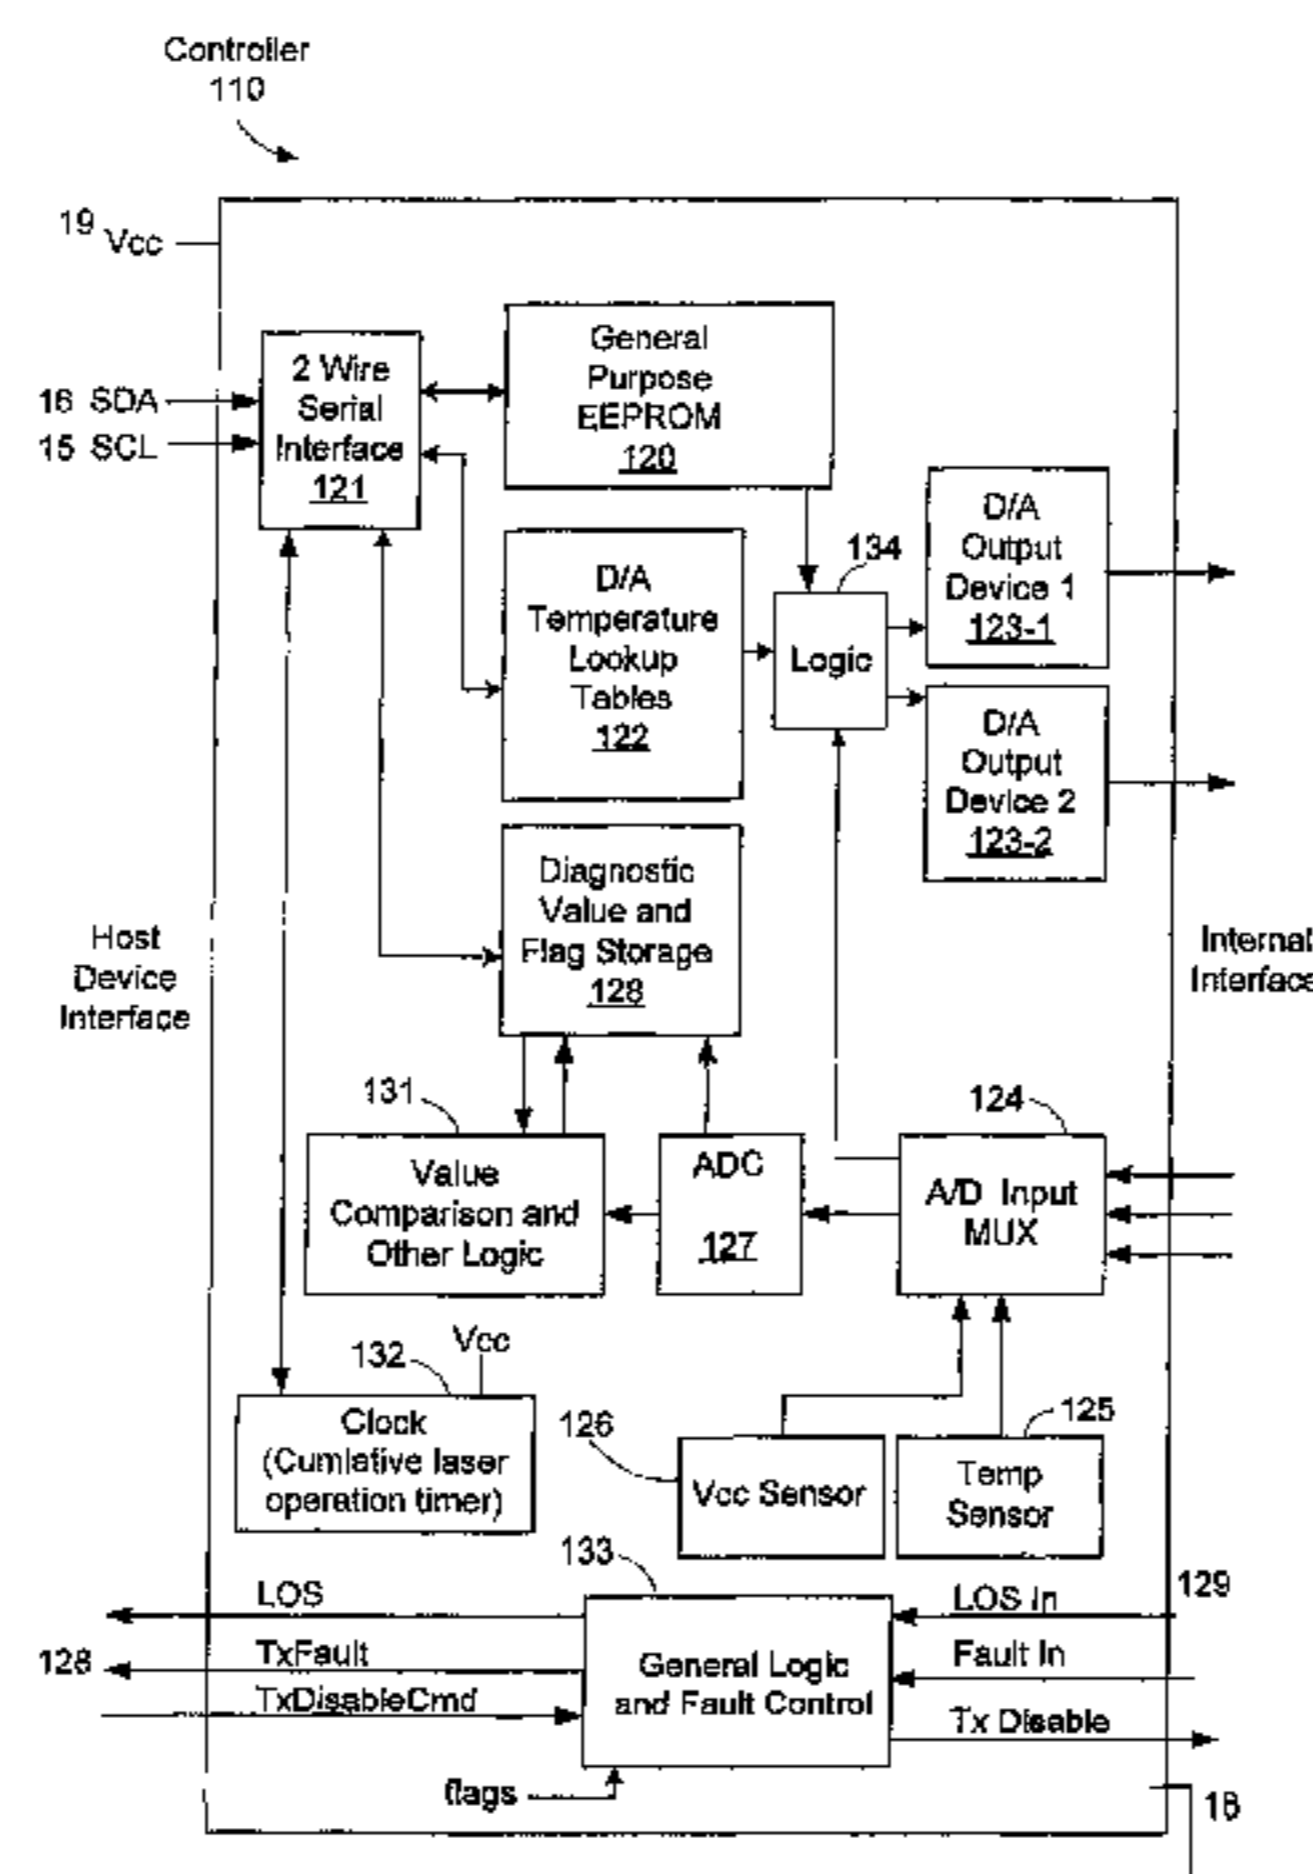 Controller
110
19
Vcc
2 Wire
Serial
Interface
121
General
Purpose
EEPROM
120
16 SDA
15 SCL
D/A
Output
Device 1
123-1
134
D/A
Temperature
Lookup
Tables
122
Logic
D/A
Output
Device 2
123-2
Diagnostic
Value and
Flag Storage
128
Host
Device
Interface
Internal
Interface
131
124
Value
Comparison and
Other Logic
ADC
127
A/D Input
MUX
132
Vcc
Clock
(Cumlative laser
operation timer)
126
125
Vcc Sensor
Temp
Sensor
133
129
LOS
LOS In
128
TxFault
Fault In
General Logic
and Fault Control
TxDisableCmd
Tx Disable
flags
18